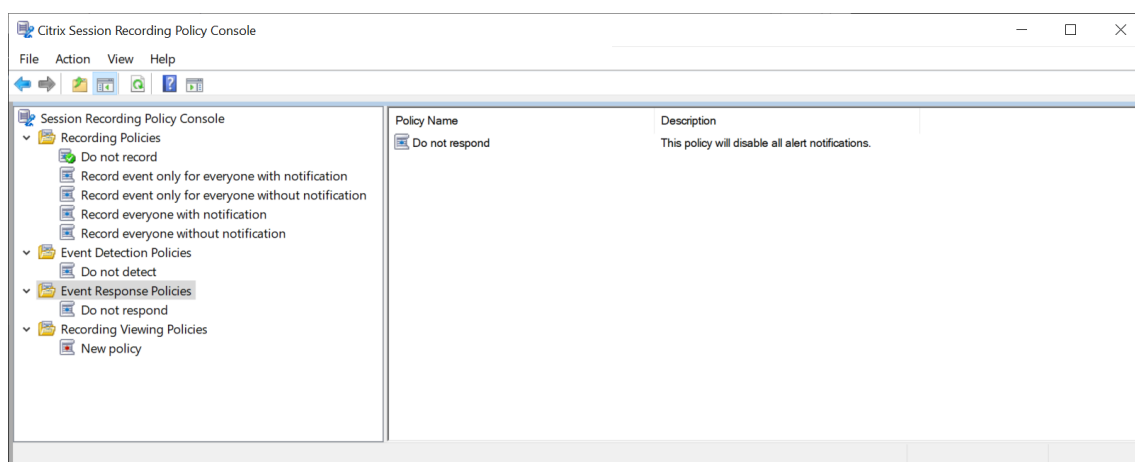 Citrix Session Recording Policy Console
File Action View Help
Session Recording Policy Console
Recording Policies
Do not record
Record event only for everyone with notification
Record event only for everyone without notification
Record everyone with notification
Record everyone without notification
Event Detection Policies
Do not detect
Event Response Policies
Do not respond
Recording Viewing Policies
New policy
Policy Name Description
Do not respond This policy will disable all alert notifications.